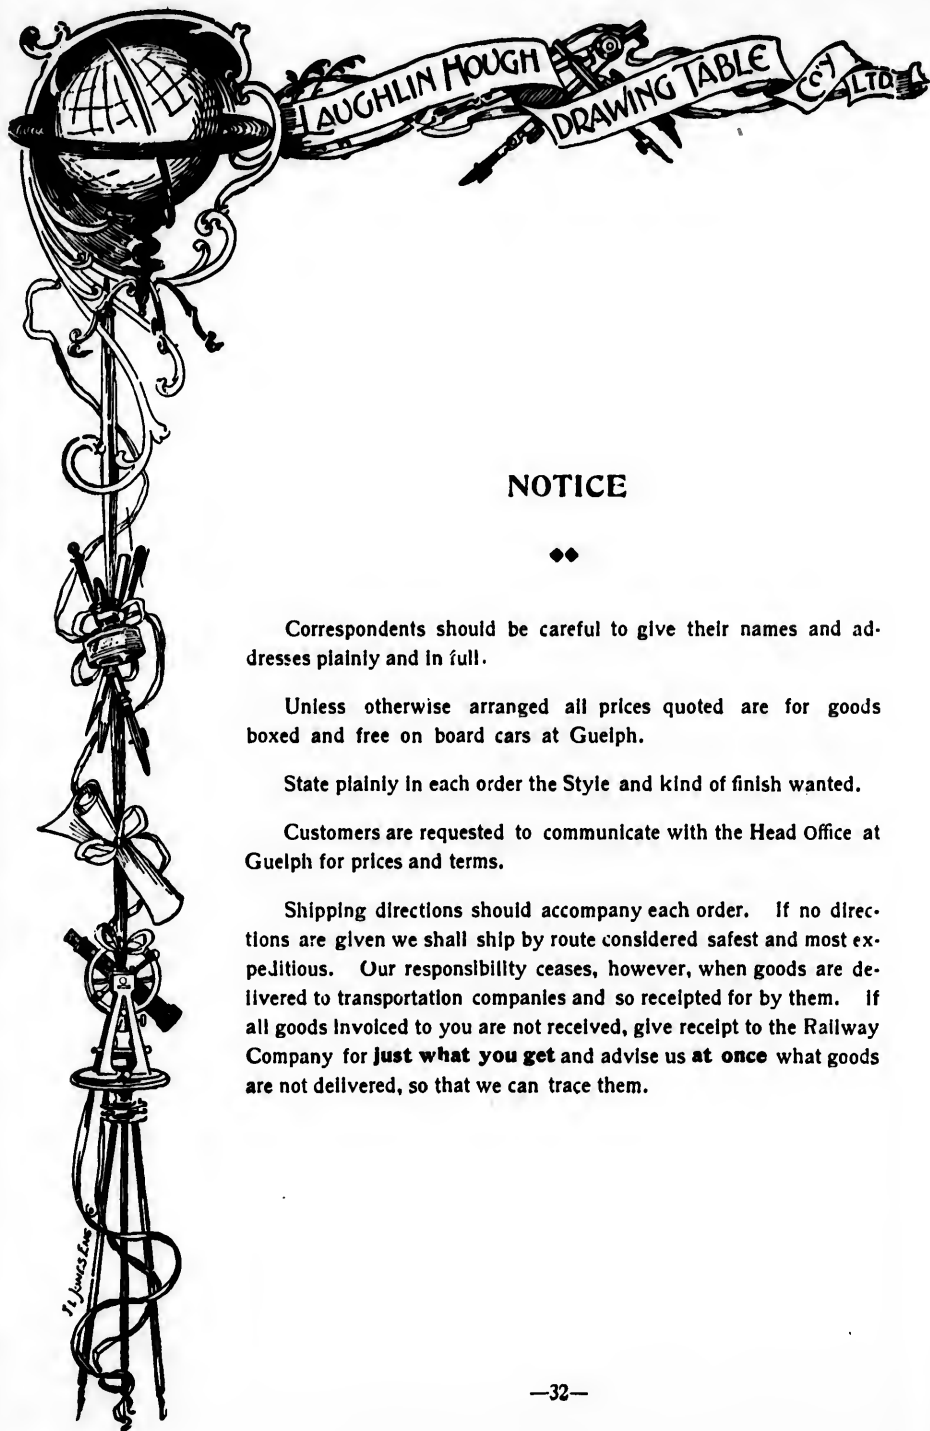 LAUGHLIN HOUGH DRAWING TABLE COY LTD.
NOTICE
Correspondents should be careful to give their names and ad-
dresses plainly and in full.
Unless otherwise arranged all prices quoted are for goods
boxed and free on board cars at Guelph.
State plainly in each order the Style and kind of finish wanted.
Customers are requested to communicate with the Head Office at
Guelph for prices and terms.
Shipping directions should accompany each order. If no direc-
tions are given we shall ship by route considered safest and most ex-
peditious. Our responsibility ceases, however, when goods are de-
livered to transportation companies and so receipted for by them. If
all goods invoiced to you are not received, give receipt to the Railway
Company for just what you get and advise us at once what goods
are not delivered, so that we can trace them.
J L JONES ENG Co
—32—